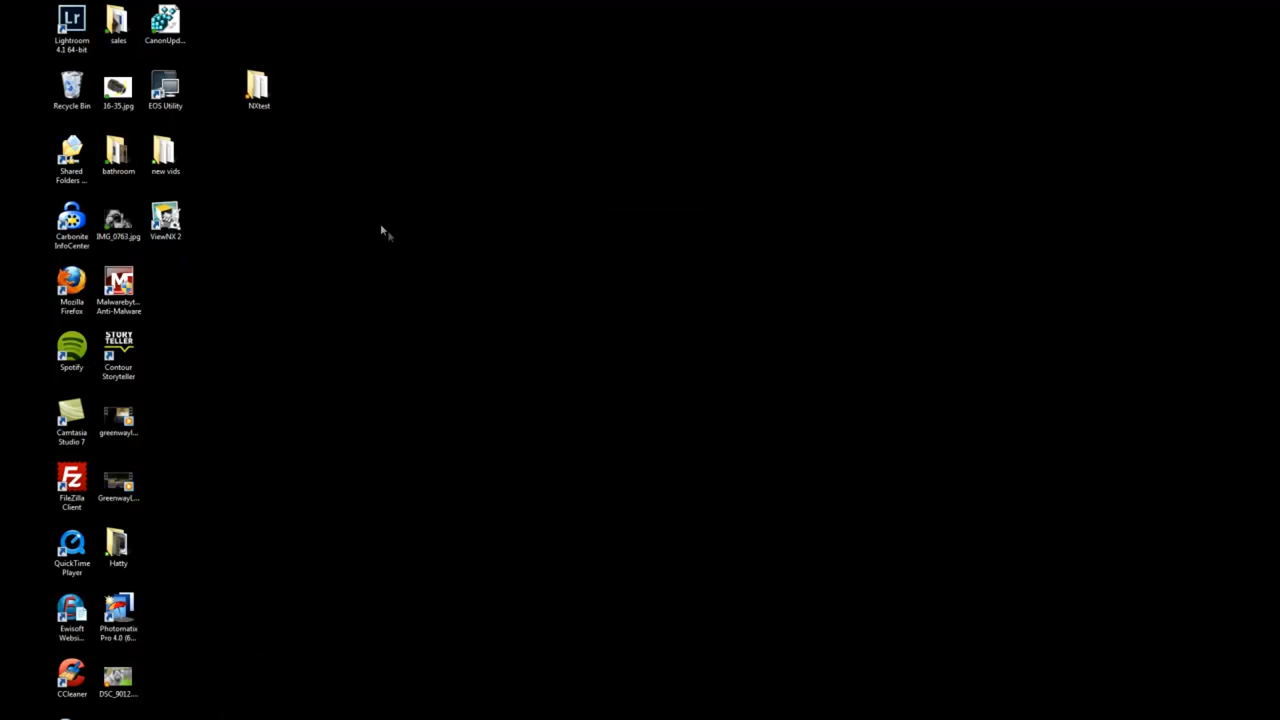 Lr
Lightroom
4.1 64-bit
sales
CanonUpd...
Recycle Bin
16-35.jpg
EOS Utility
NXtest
Shared
Folders ...
bathroom
new vids
Carbonite
InfoCenter
IMG_0763.jpg
ViewNX 2
Mozilla
Firefox
Malwarebyt...
Anti-Malware
Spotify
STORY
TELLER
Contour
Storyteller
Camtasia
Studio 7
greenwayl...
Fz
FileZilla
Client
GreenwayL...
QuickTime
Player
Hatty
Ewisoft
Websi...
Photomatix
Pro 4.0 (6...
CCleaner
DSC_9012....